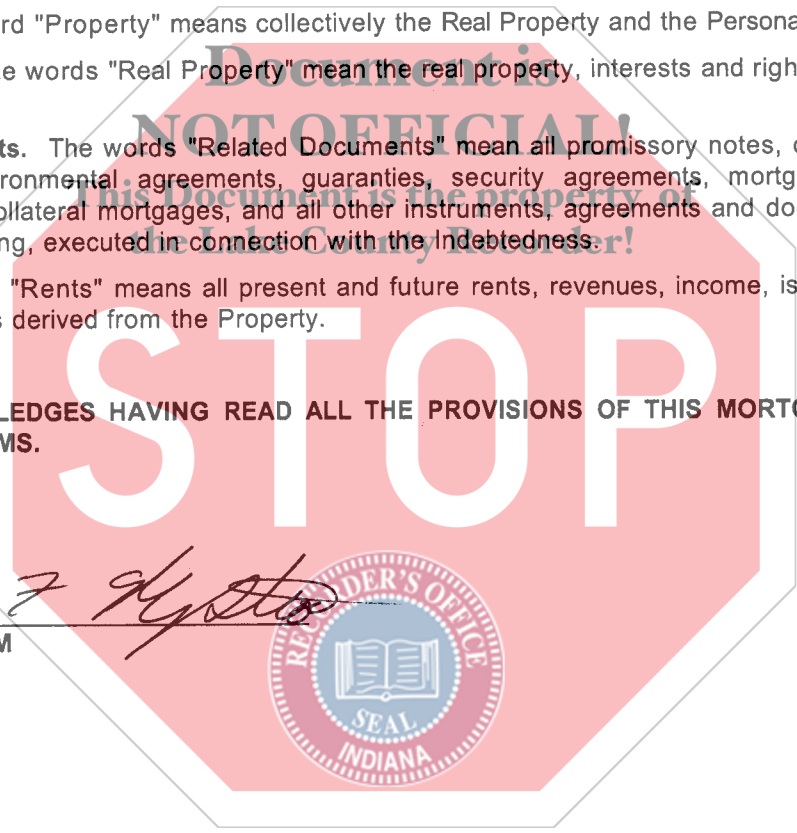 rd "Property" means collectively the Real Property and the Persona
e words "Real Property" mean the real property, interests and righ
Document is
NOT OFFICIAL!
This Document is the property of
the Lake County Recorder!
ts. The words "Related Documents" mean all promissory notes, c
ronmental agreements, guaranties, security agreements, mortg
ollateral mortgages, and all other instruments, agreements and do
ng, executed in connection with the Indebtedness.
"Rents" means all present and future rents, revenues, income, is
s derived from the Property.
STOP
LEDGES HAVING READ ALL THE PROVISIONS OF THIS MORTG
MS.
M
RECORDER'S OFFICE
SEAL
INDIANA